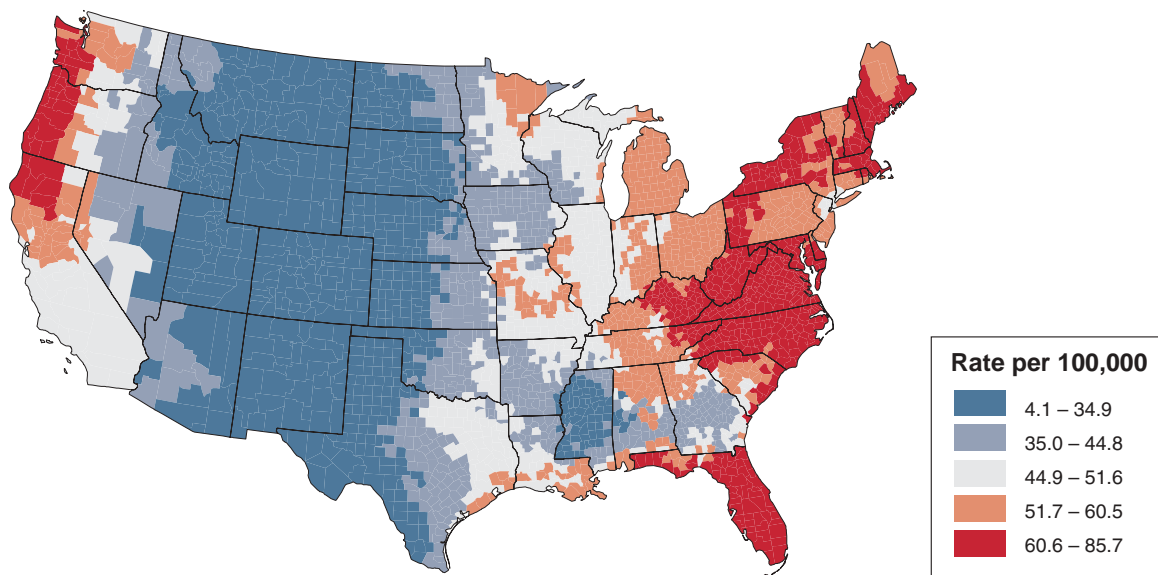 Rate per 100,000
4.1 – 34.9
35.0 – 44.8
44.9 – 51.6
51.7 – 60.5
60.6 – 85.7